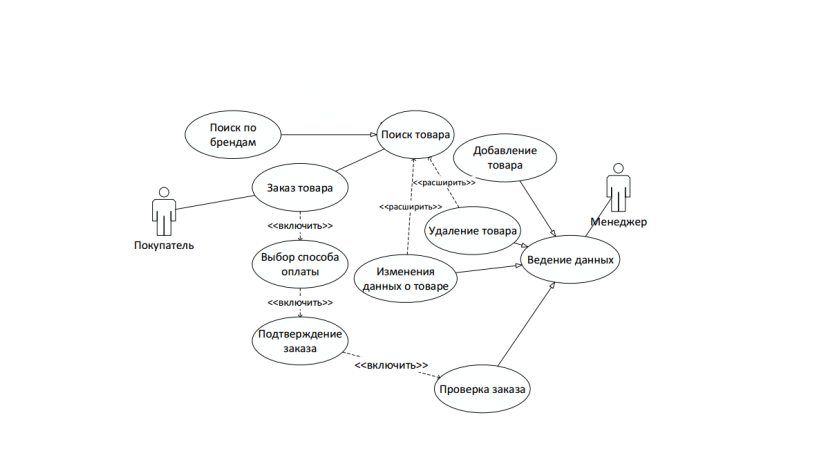 Поиск по
брендам
Поиск товара
Добавление
товара
<<расширить>>
Заказ товара
<<расширить>>
Менеджер
<<включить>>
Удаление товара
Покупатель
Выбор способа
оплаты
Изменения
данных о товаре
Ведение данных
<<включить>>
Подтверждение
заказа
<<включить>>
Проверка заказа